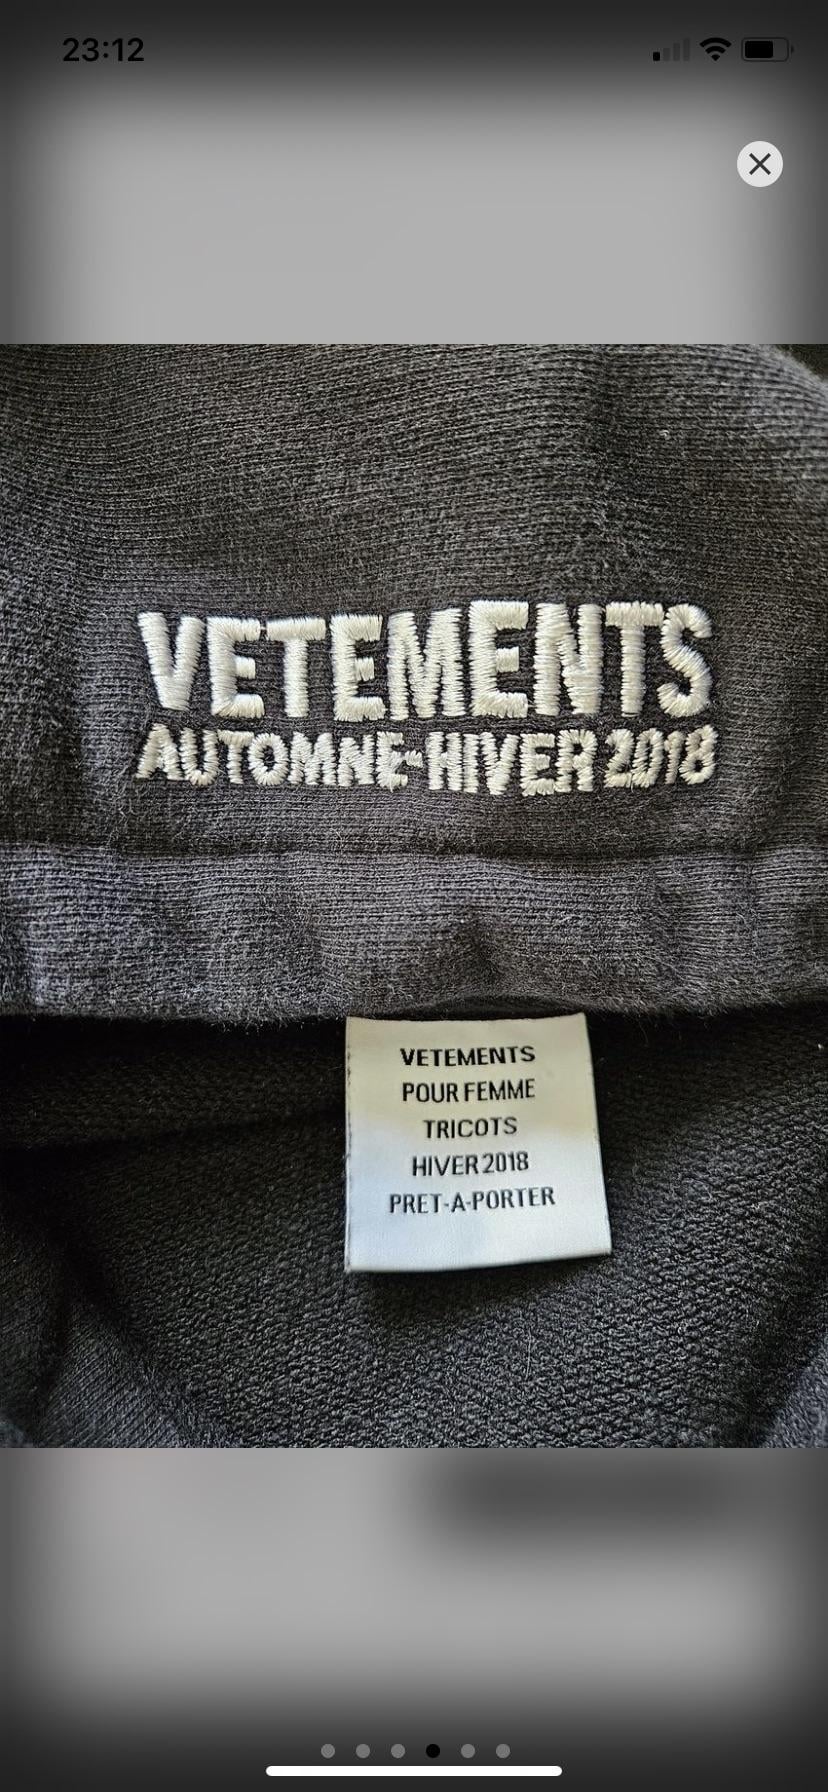 23:12
VETEMENTS
AUTOMNE-HIVER 2018
VETEMENTS
POUR FEMME
TRICOTS
HIVER 2018
PRET-A-PORTER